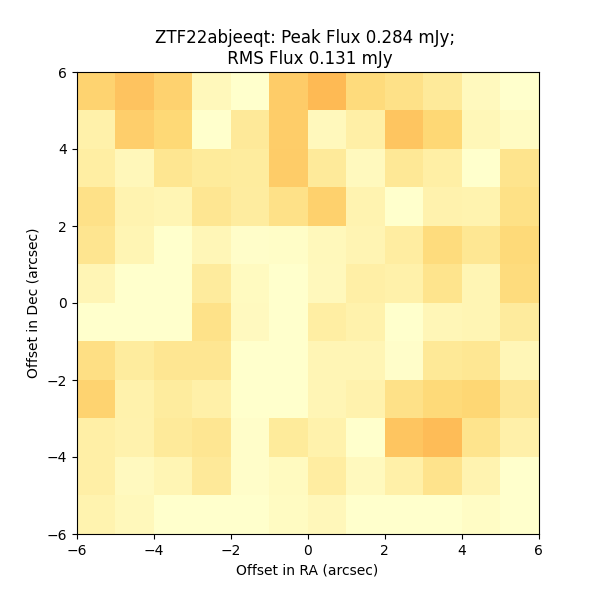 ZTF22abjeeqt: Peak Flux 0.284 mJy;
RMS Flux 0.131 mJy
6
4
2
0
−2
−4
−6
Offset in Dec (arcsec)
−6 −4 −2 0 2 4 6
Offset in RA (arcsec)